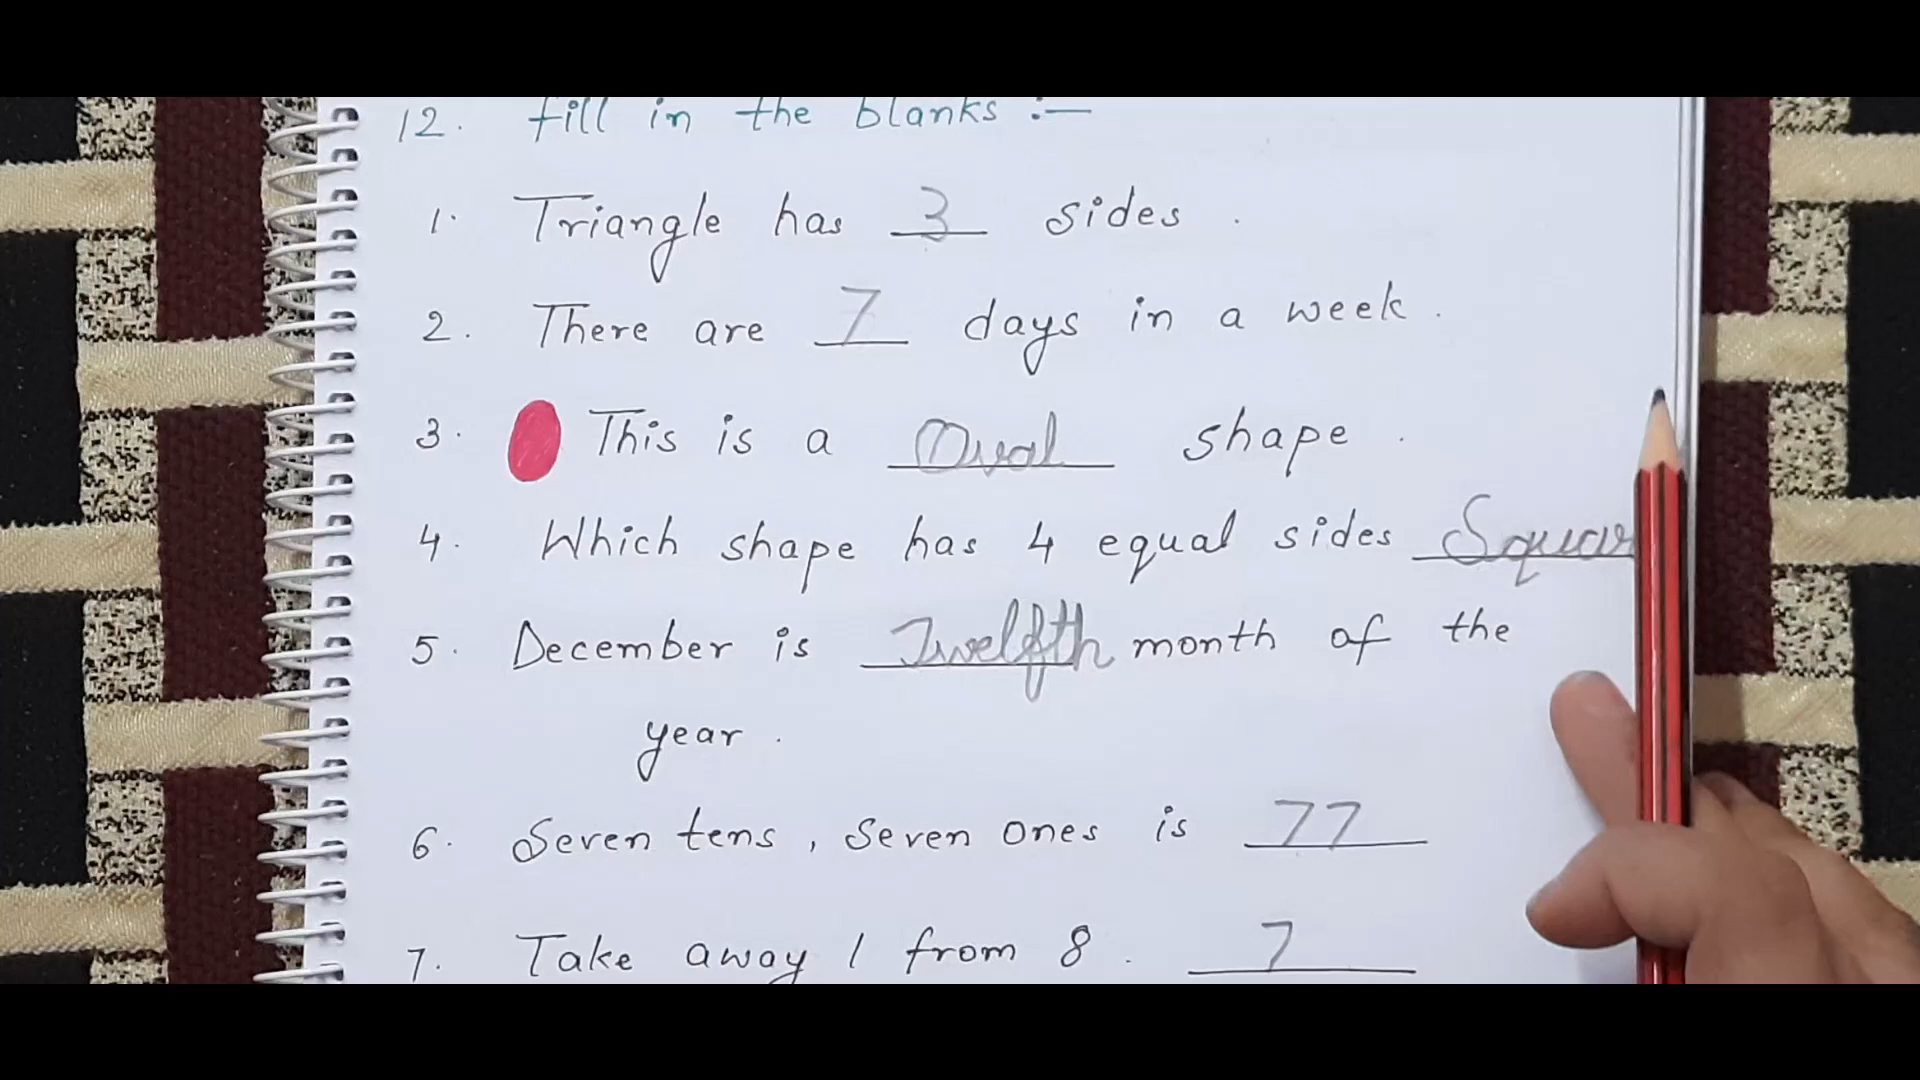 12. fill in the blanks :—
1. Triangle has 3 sides .
2. There are 7 days in a week .
3. This is a Oval shape .
4. Which shape has 4 equal sides Squar
5. December is Twelfth month of the
year .
6. Seven tens , seven ones is 77
7. Take away 1 from 8 . 7